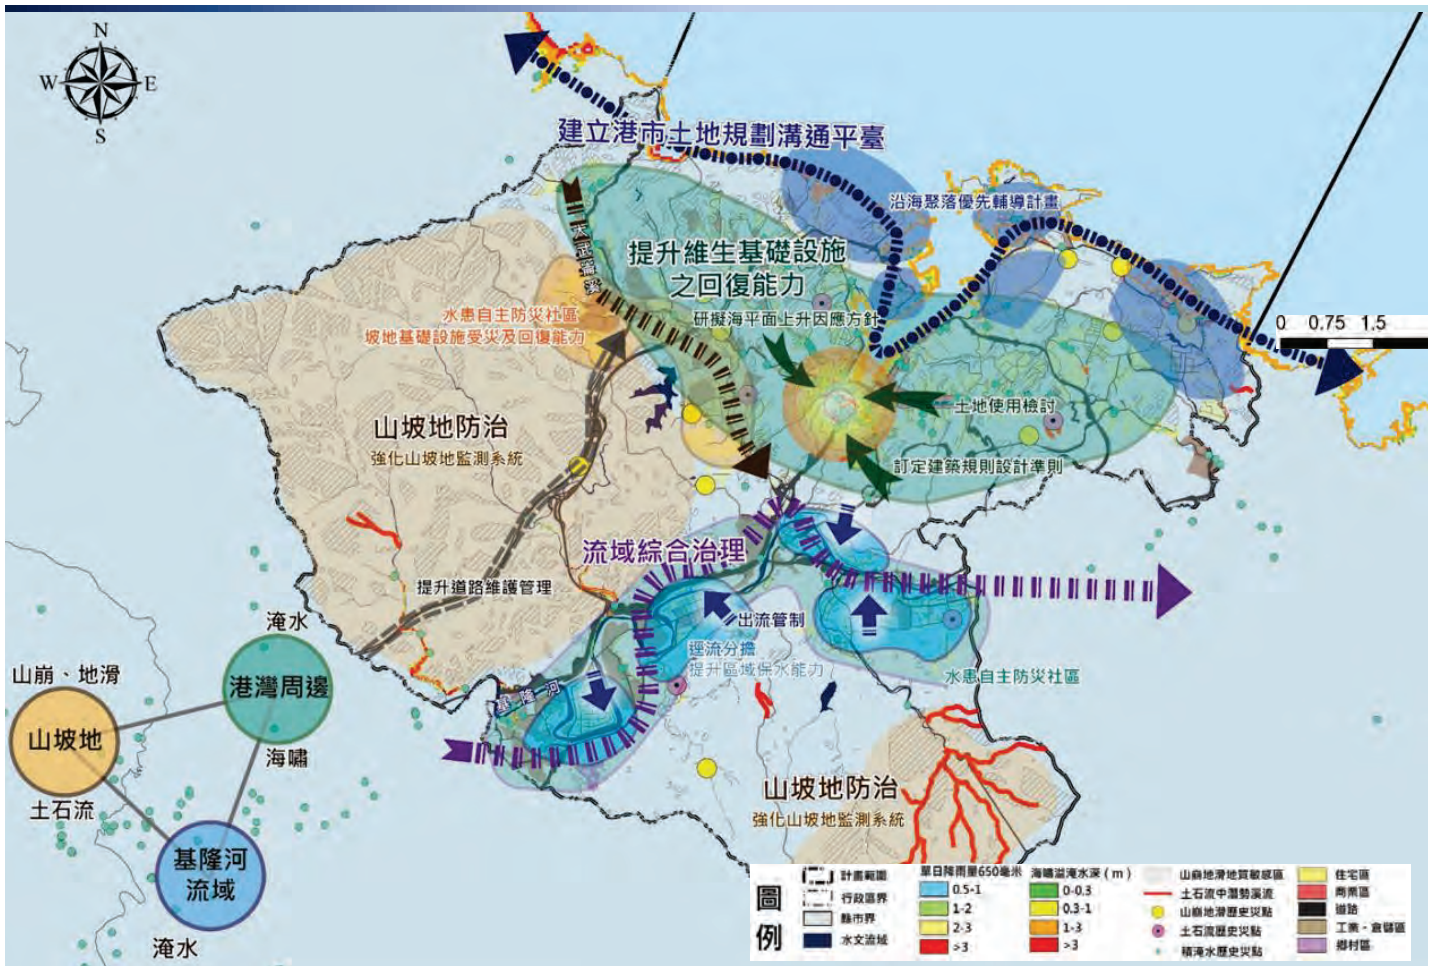 N
W
E
S
建立港市土地規劃溝通平臺
沿海聚落優先輔導計畫
大武崙溪
提升維生基礎設施
之回復能力
研擬海平面上升因應方針
水患自主防災社區
坡地基礎設施受災及回復能力
0 0.75 1.5
土地使用檢討
山坡地防治
強化山坡地監測系統
訂定建築規則設計準則
流域綜合治理
提升道路維護管理
出流管制
逕流分擔
提升區域保水能力
水患自主防災社區
基隆河
淹水
山崩、地滑
港灣周邊
山坡地
海嘯
土石流
基隆河
流域
淹水
山坡地防治
強化山坡地監測系統
圖例
計畫範圍
行政區界
縣市界
水文流域
單日降雨量650毫米
0.5-1
1-2
2-3
>3
海嘯溢淹水深(m)
0-0.3
0.3-1
1-3
>3
山崩地滑地質敏感區
土石流中潛勢溪流
山崩地滑歷史災點
土石流歷史災點
積淹水歷史災點
住宅區
商業區
道路
工業、倉儲區
鄉村區